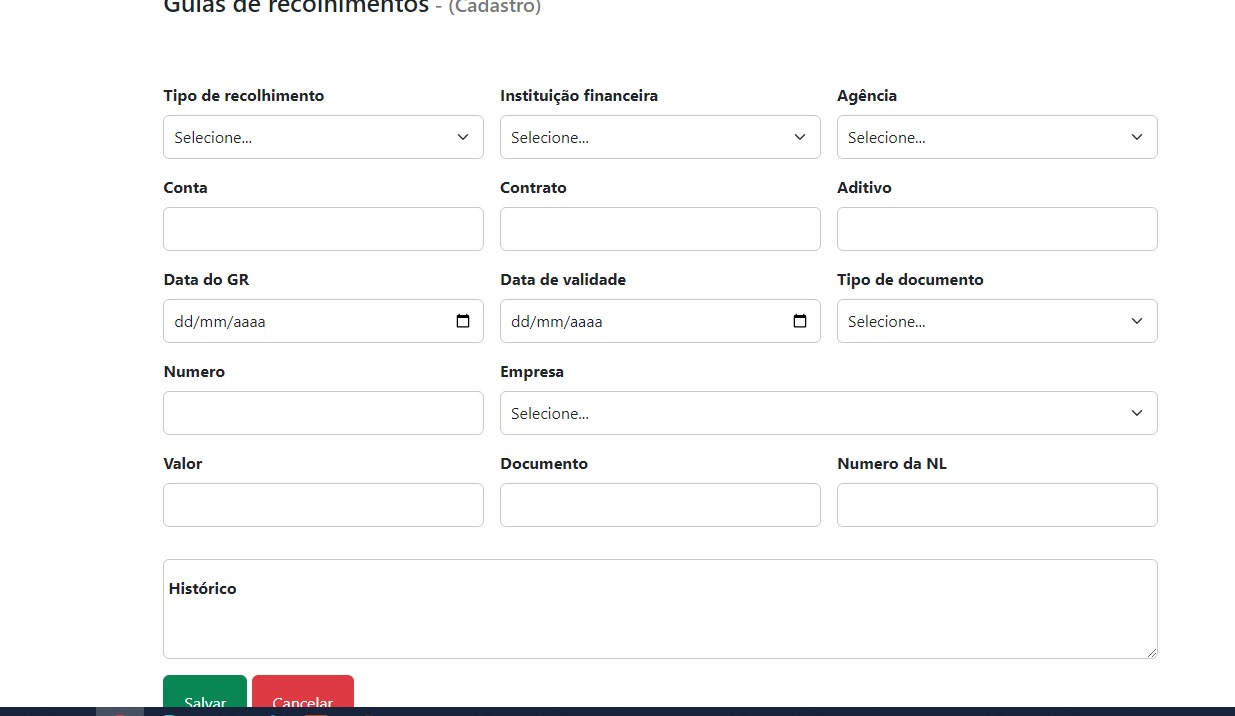 Guias de recolhimentos - (Cadastro)
Tipo de recolhimento Instituição financeira Agência
Selecione... Selecione... Selecione...
Conta Contrato Aditivo
Data do GR Data de validade Tipo de documento
dd/mm/aaaa dd/mm/aaaa Selecione...
Numero Empresa
Selecione...
Valor Documento Numero da NL
Histórico
Salvar Cancelar